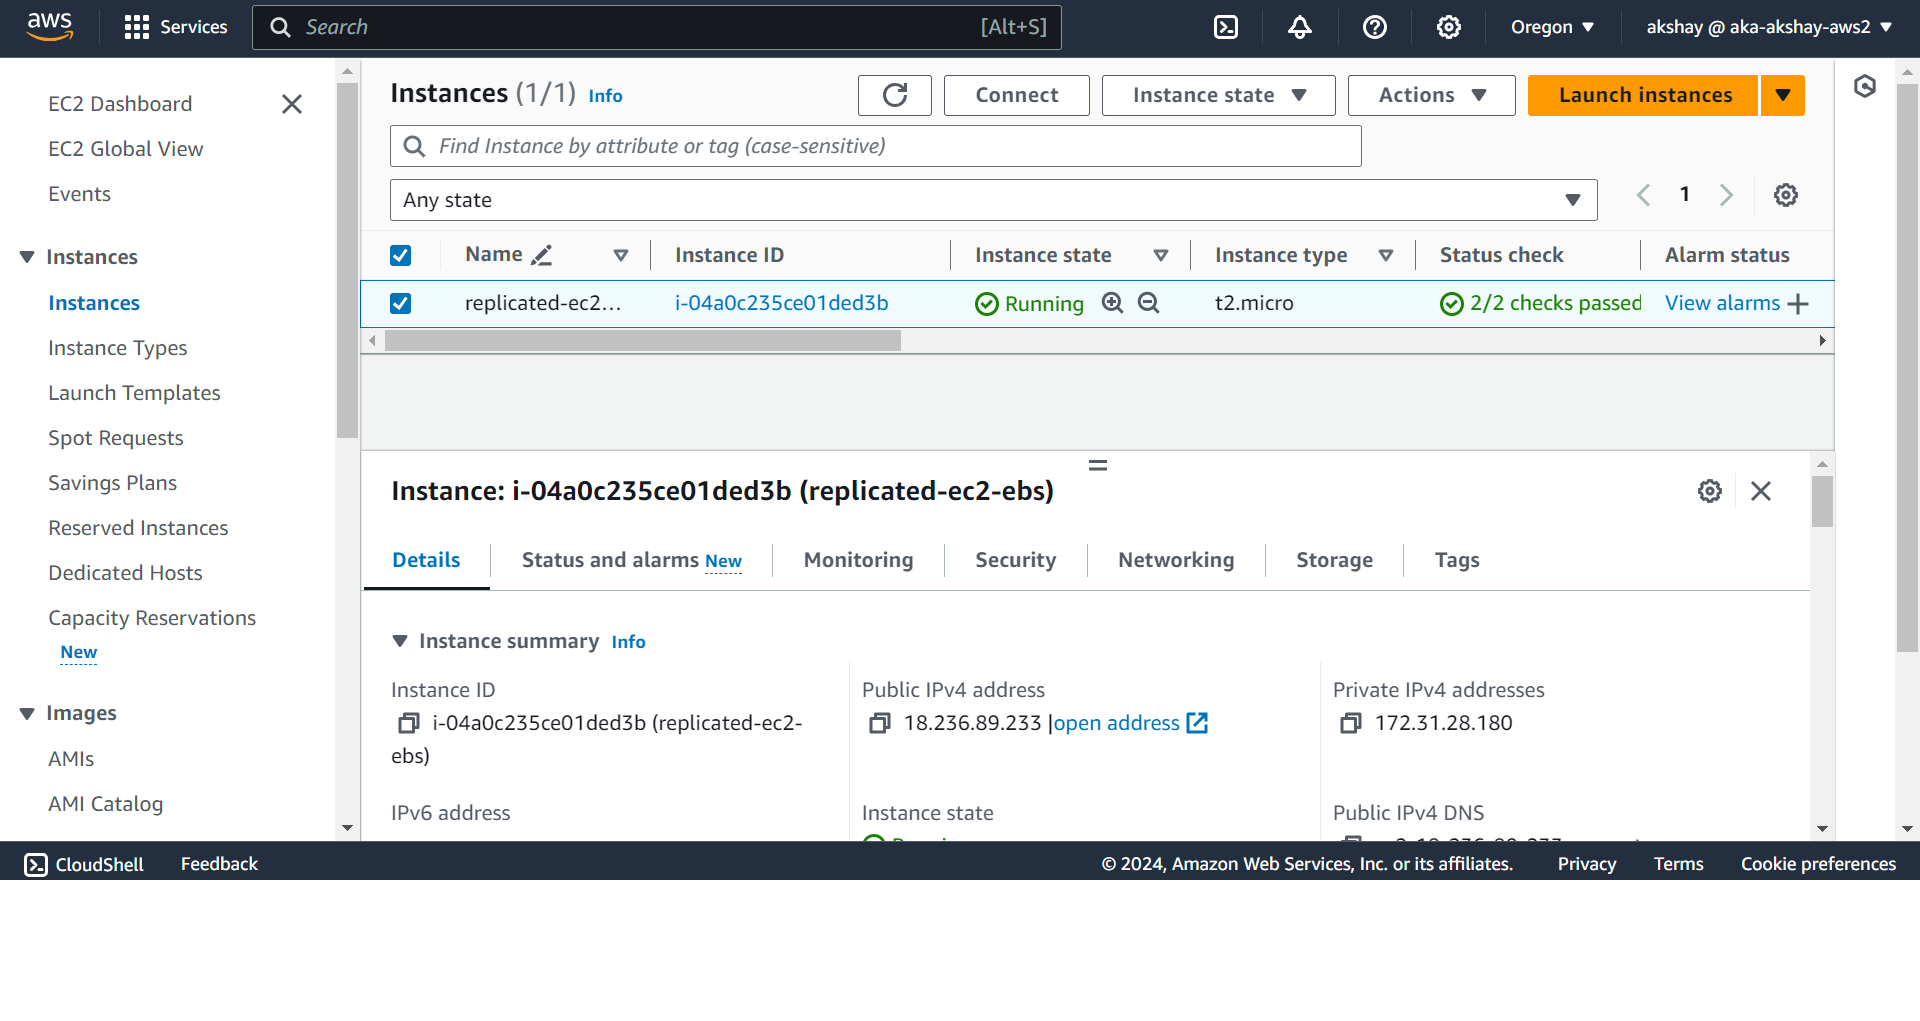 aws Services Search [Alt+S] Oregon akshay @ aka-akshay-aws2
EC2 Dashboard
EC2 Global View
Events
Instances
Instances
Instance Types
Launch Templates
Spot Requests
Savings Plans
Reserved Instances
Dedicated Hosts
Capacity Reservations
New
Images
AMIs
AMI Catalog
Instances (1/1) Info Connect Instance state Actions Launch instances
Find Instance by attribute or tag (case-sensitive)
Any state 1
Name Instance ID Instance state Instance type Status check Alarm status
replicated-ec2... i-04a0c235ce01ded3b Running t2.micro 2/2 checks passed View alarms
Instance: i-04a0c235ce01ded3b (replicated-ec2-ebs)
Details Status and alarms New Monitoring Security Networking Storage Tags
Instance summary Info
Instance ID Public IPv4 address Private IPv4 addresses
i-04a0c235ce01ded3b (replicated-ec2- 18.236.89.233 |open address 172.31.28.180
ebs)
IPv6 address Instance state Public IPv4 DNS
CloudShell Feedback © 2024, Amazon Web Services, Inc. or its affiliates. Privacy Terms Cookie preferences